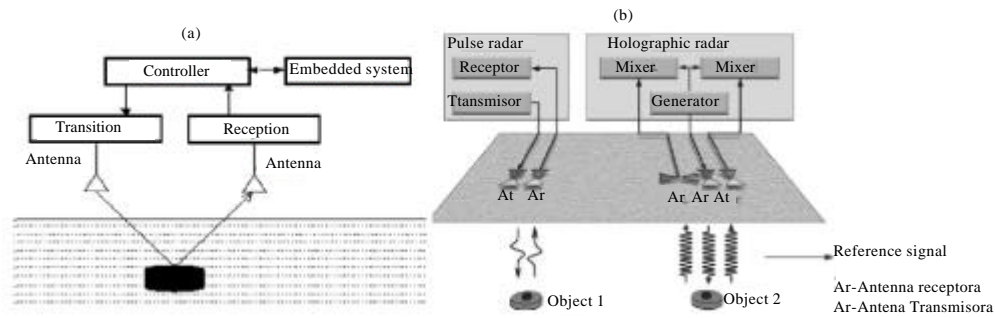 (a)
Controller
Embedded system
Transition
Reception
Antenna
Antenna
(b)
Pulse radar
Receptor
Ttansmisor
Holographic radar
Mixer
Mixer
Generator
At
Ar
Ar
Ar
At
Object 1
Object 2
Reference signal
Ar-Antenna receptora
Ar-Antena Transmisora